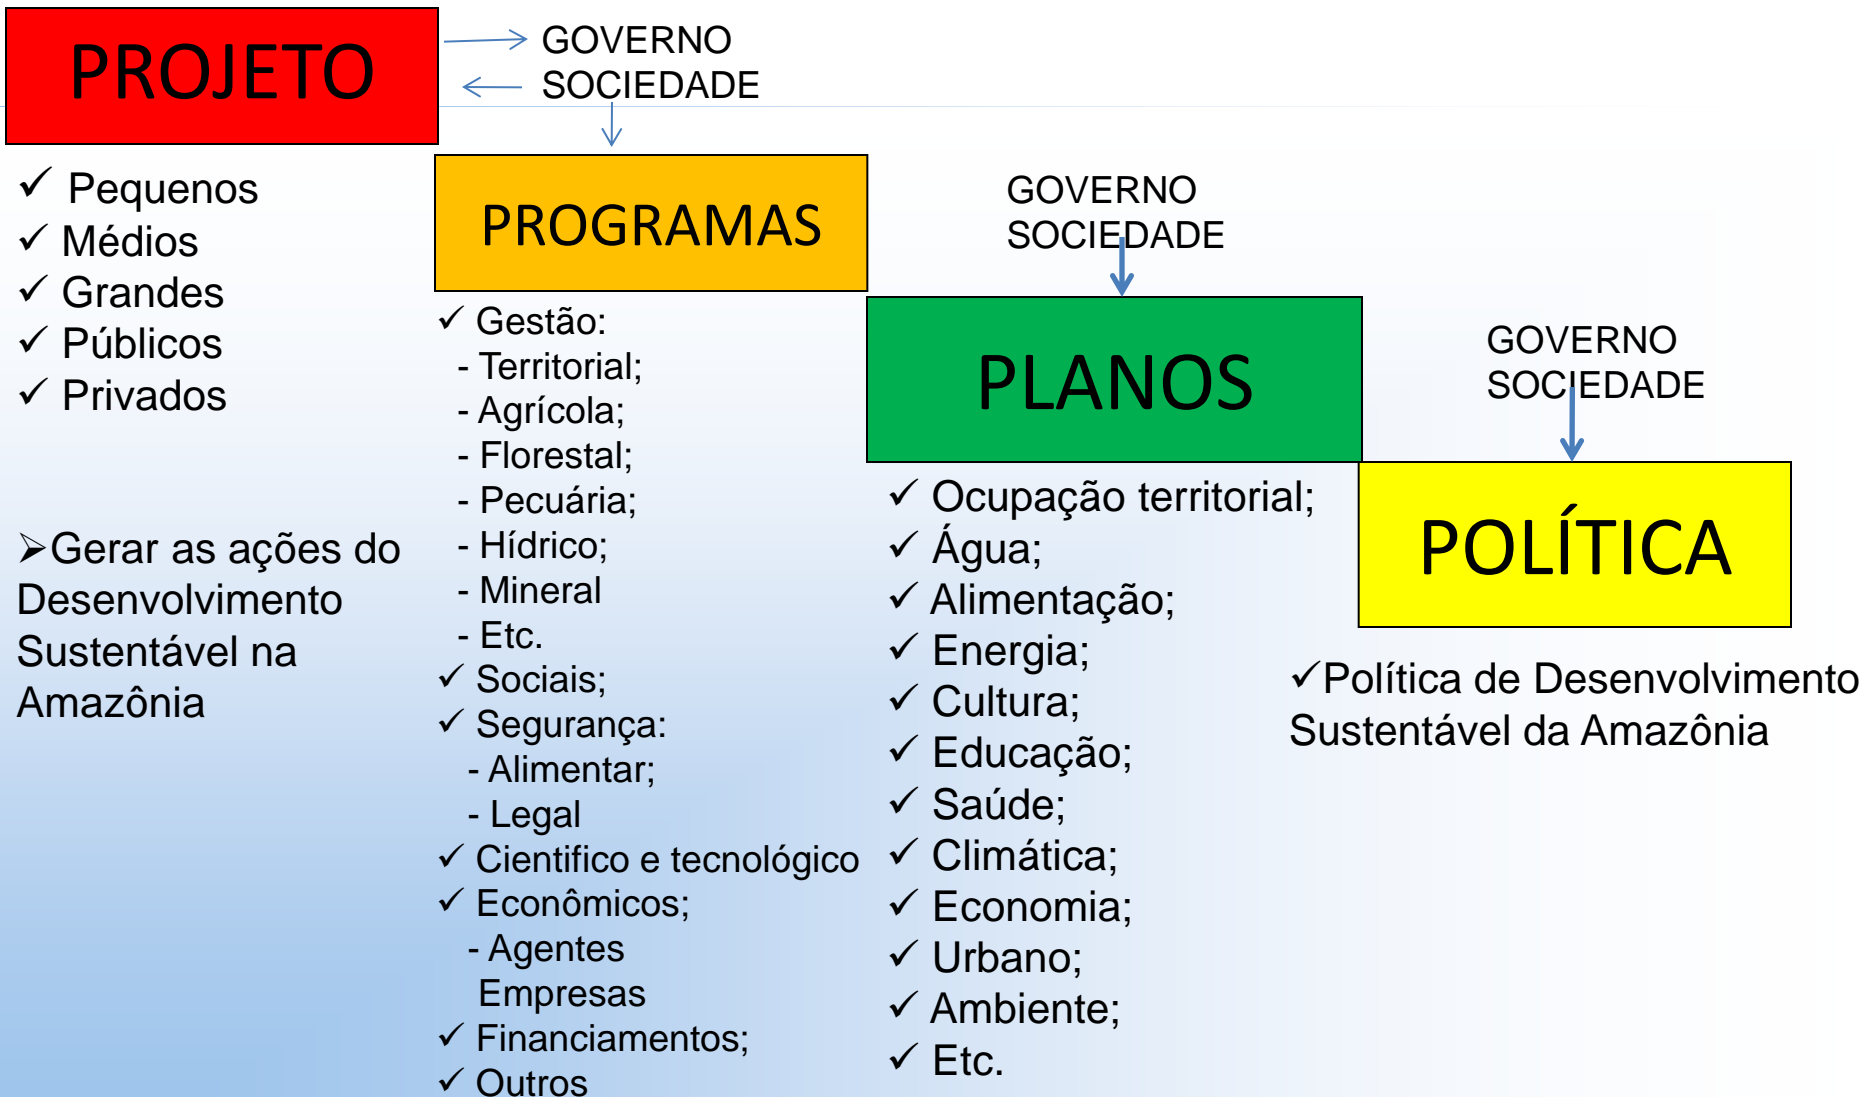 PROJETO
GOVERNO
SOCIEDADE
✓ Pequenos
✓ Médios
✓ Grandes
✓ Públicos
✓ Privados
➢Gerar as ações do
Desenvolvimento
Sustentável na
Amazônia
PROGRAMAS
✓ Gestão:
- Territorial;
- Agrícola;
- Florestal;
- Pecuária;
- Hídrico;
- Mineral
- Etc.
✓ Sociais;
✓ Segurança:
- Alimentar;
- Legal
✓ Cientifico e tecnológico
✓ Econômicos;
- Agentes
Empresas
✓ Financiamentos;
✓ Outros
GOVERNO
SOCIEDADE
PLANOS
✓ Ocupação territorial;
✓ Água;
✓ Alimentação;
✓ Energia;
✓ Cultura;
✓ Educação;
✓ Saúde;
✓ Climática;
✓ Economia;
✓ Urbano;
✓ Ambiente;
✓ Etc.
GOVERNO
SOCIEDADE
POLÍTICA
✓Política de Desenvolvimento
Sustentável da Amazônia